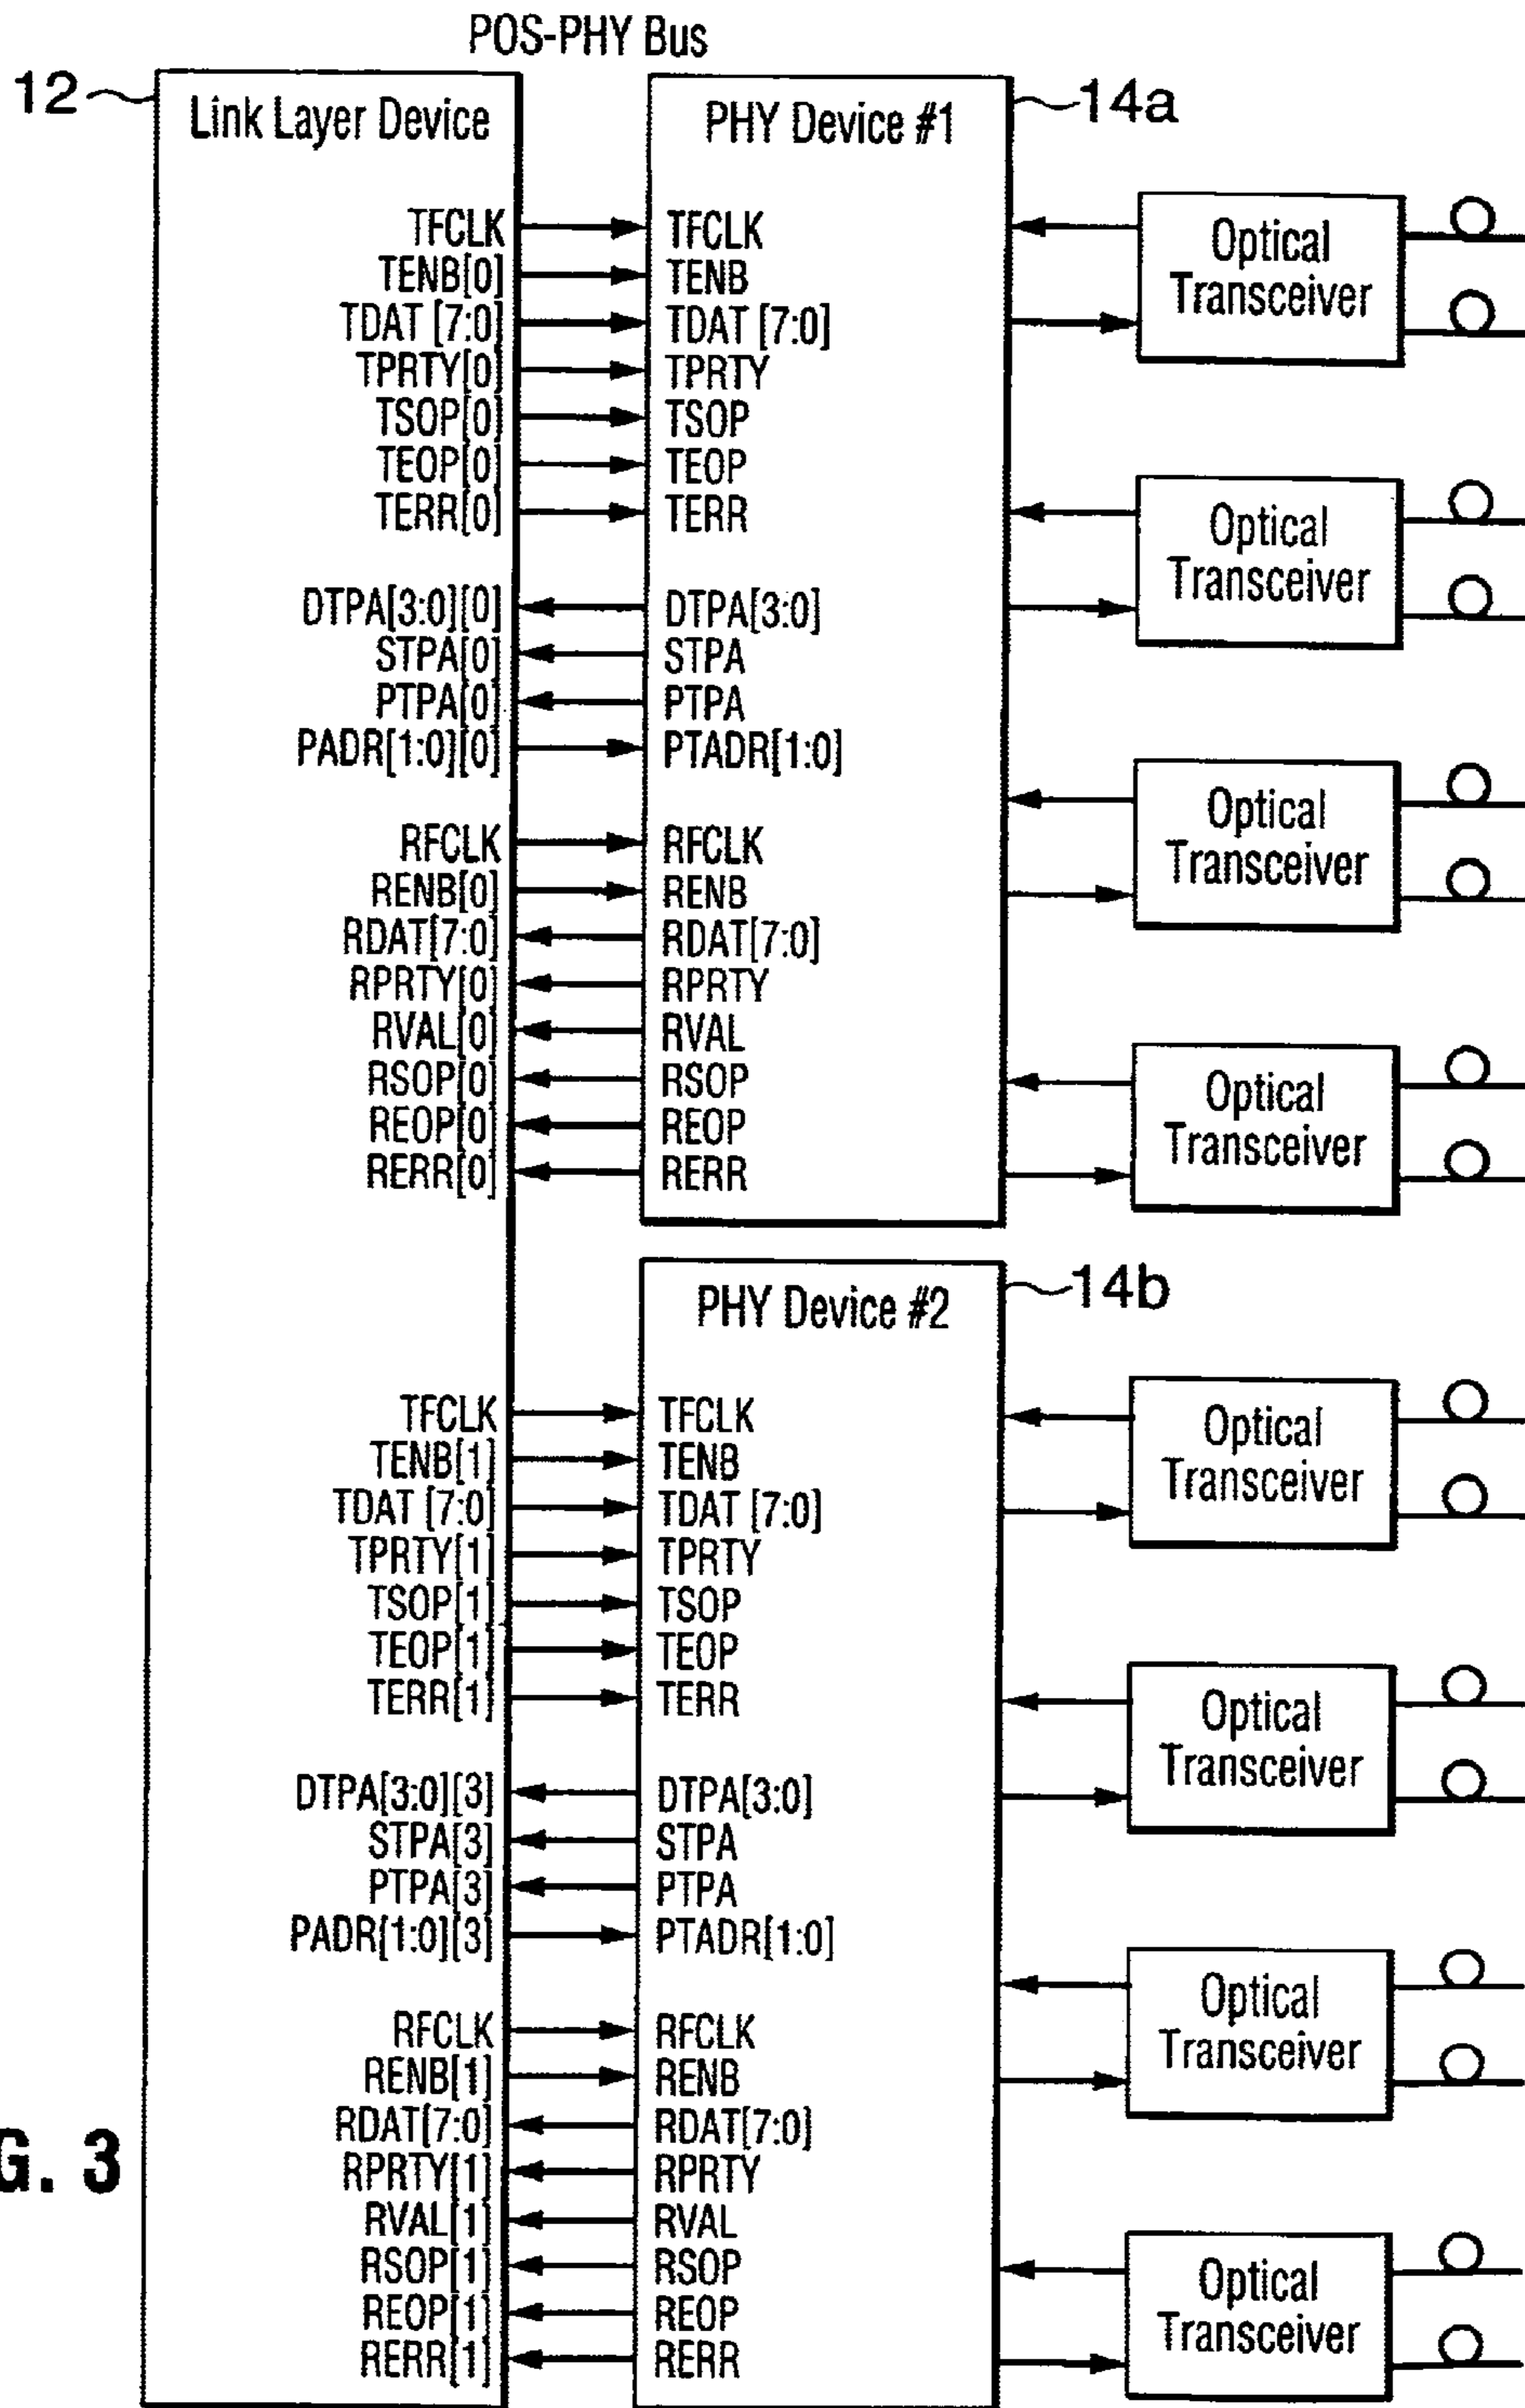 POS-PHY Bus
12
Link Layer Device
PHY Device #1
14a
TFCLK TFCLK
TENB[0] TENB
TDAT [7:0] TDAT [7:0]
TPRTY[0] TPRTY
TSOP[0] TSOP
TEOP[0] TEOP
TERR[0] TERR
DTPA[3:0][0] DTPA[3:0]
STPA[0] STPA
PTPA[0] PTPA
PADR[1:0][0] PTADR[1:0]
RFCLK RFCLK
RENB[0] RENB
RDAT[7:0] RDAT[7:0]
RPRTY[0] RPRTY
RVAL[0] RVAL
RSOP[0] RSOP
REOP[0] REOP
RERR[0] RERR
Optical
Transceiver
Optical
Transceiver
Optical
Transceiver
Optical
Transceiver
PHY Device #2
14b
TFCLK TFCLK
TENB[1] TENB
TDAT [7:0] TDAT [7:0]
TPRTY[1] TPRTY
TSOP[1] TSOP
TEOP[1] TEOP
TERR[1] TERR
DTPA[3:0][3] DTPA[3:0]
STPA[3] STPA
PTPA[3] PTPA
PADR[1:0][3] PTADR[1:0]
RFCLK RFCLK
RENB[1] RENB
RDAT[7:0] RDAT[7:0]
RPRTY[1] RPRTY
RVAL[1] RVAL
RSOP[1] RSOP
REOP[1] REOP
RERR[1] RERR
Optical
Transceiver
Optical
Transceiver
Optical
Transceiver
Optical
Transceiver
G. 3